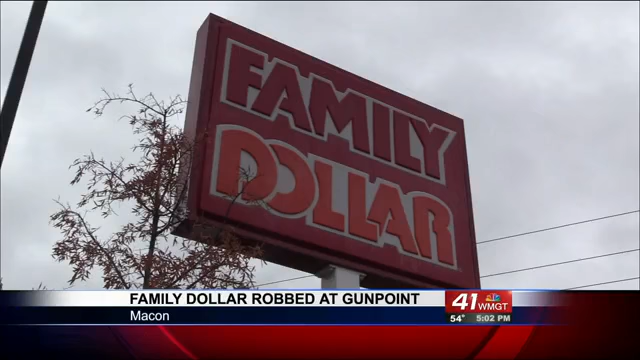 FAMILY
DOLLAR
FAMILY DOLLAR ROBBED AT GUNPOINT
Macon
41 WMGT
54° 5:02 PM